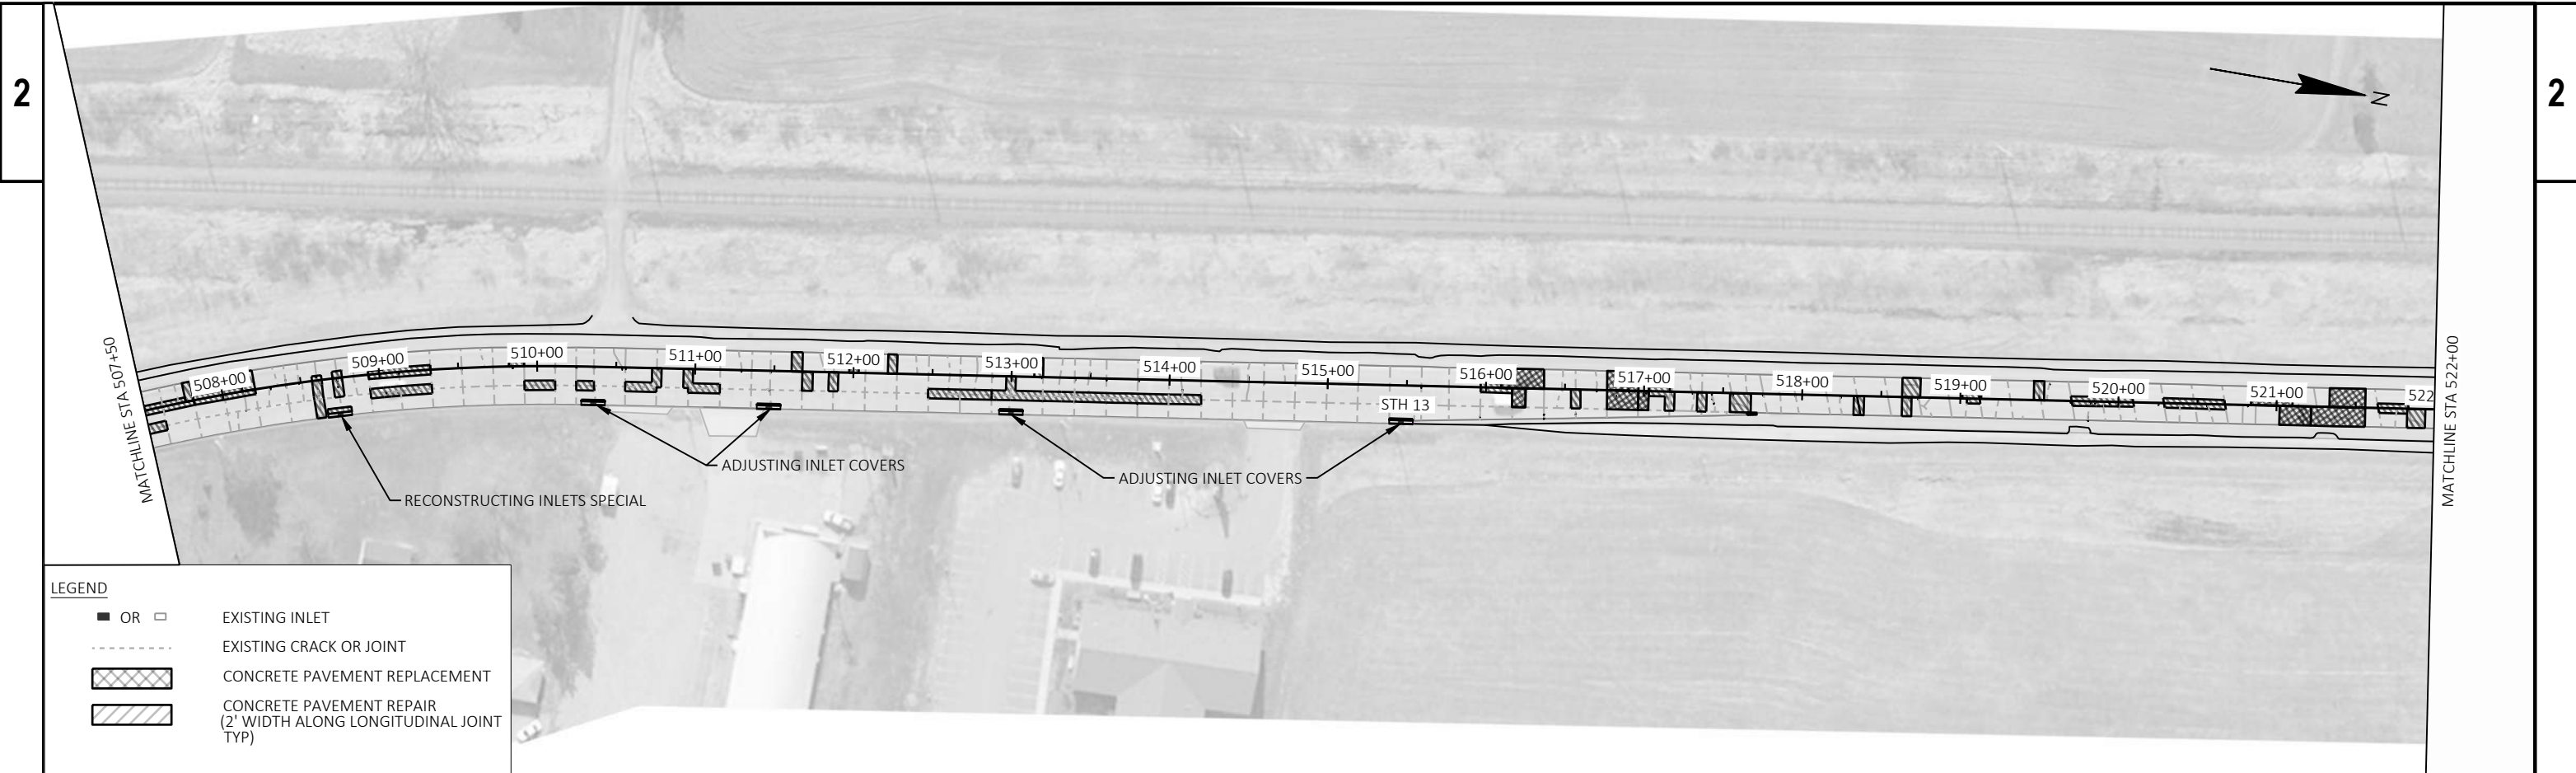 2
2
N
MATCHLINE STA 507+50
508+00
509+00
510+00
511+00
512+00
513+00
514+00
515+00
516+00
517+00
518+00
519+00
520+00
521+00
522
STH 13
MATCHLINE STA 522+00
ADJUSTING INLET COVERS
ADJUSTING INLET COVERS
RECONSTRUCTING INLETS SPECIAL
LEGEND
OR
EXISTING INLET
EXISTING CRACK OR JOINT
CONCRETE PAVEMENT REPLACEMENT
CONCRETE PAVEMENT REPAIR
(2' WIDTH ALONG LONGITUDINAL JOINT
TYP)